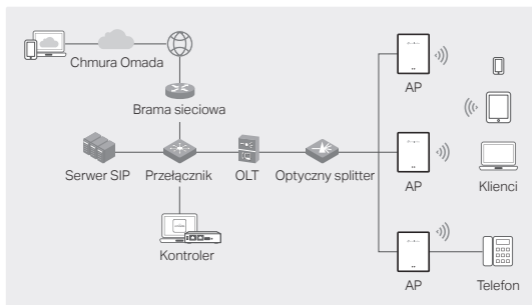 Chmura Omada
AP
Brama sieciowa
Serwer SIP
Przełącznik
OLT
Optyczny splitter
AP
Klienci
Kontroler
AP
Telefon